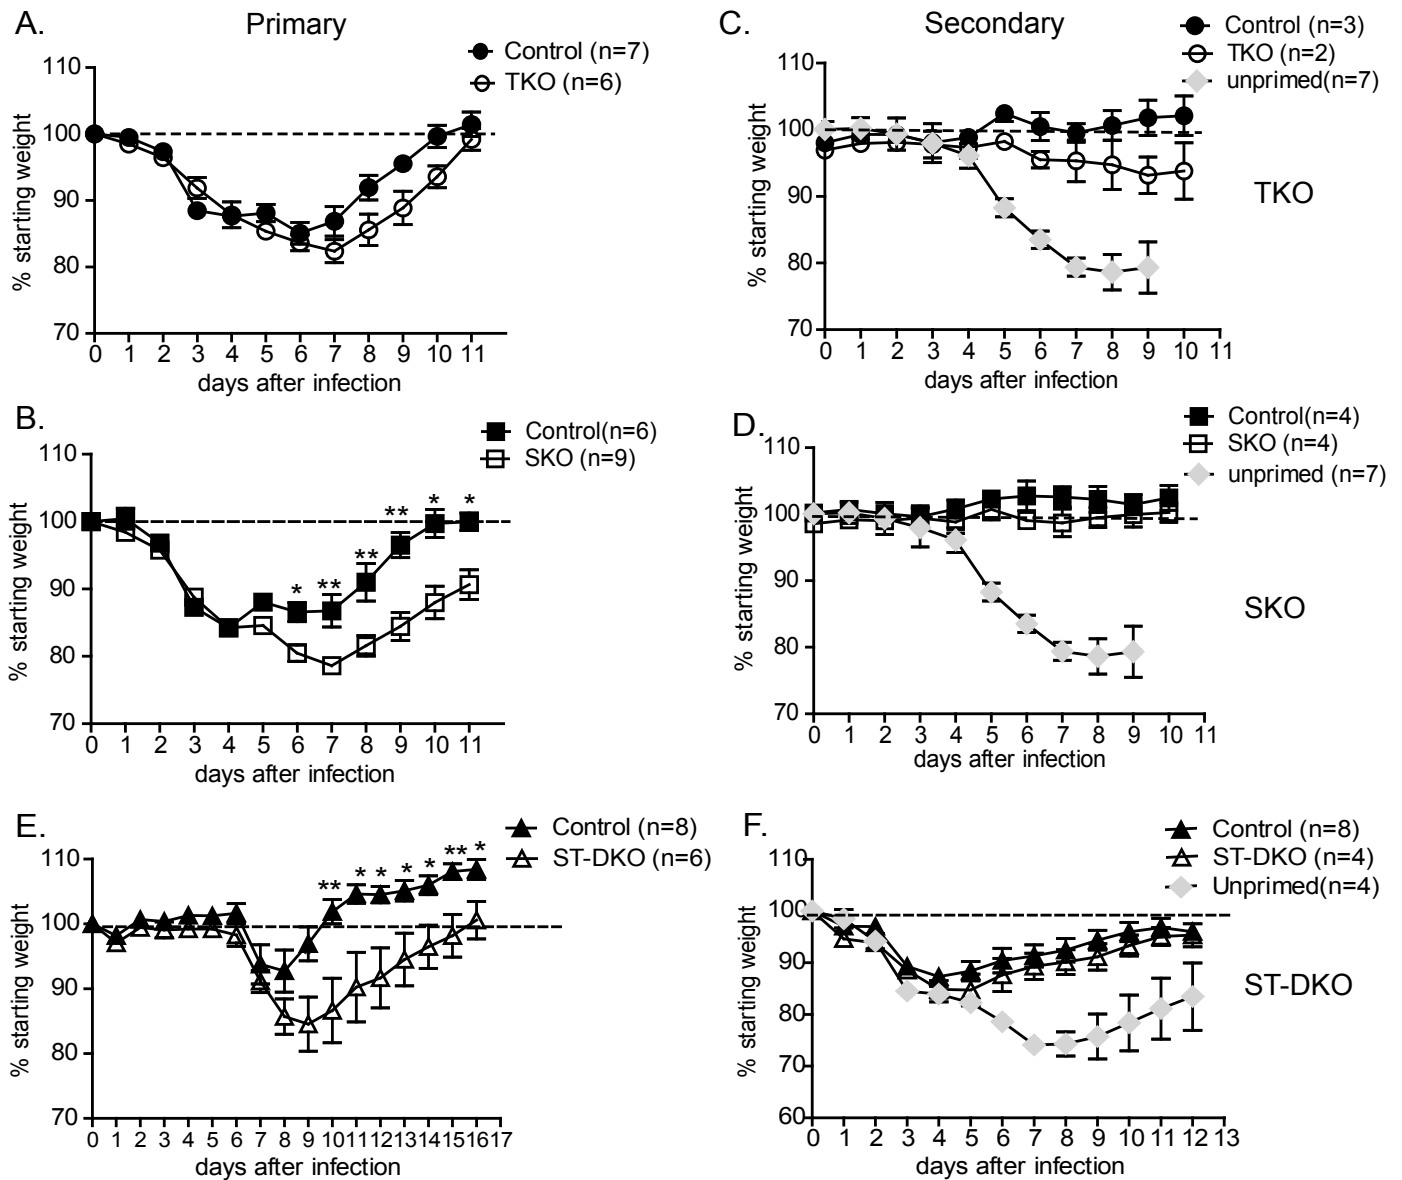 A.
Primary
Control (n=7)
TKO (n=6)
110
100
90
80
70
% starting weight
0 1 2 3 4 5 6 7 8 9 10 11
days after infection
C.
Secondary
Control (n=3)
TKO (n=2)
unprimed(n=7)
110
100
90
80
70
% starting weight
0 1 2 3 4 5 6 7 8 9 10 11
days after infection
TKO
B.
Control(n=6)
SKO (n=9)
110
100
90
80
70
% starting weight
* ** ** ** * *
0 1 2 3 4 5 6 7 8 9 10 11
days after infection
D.
Control(n=4)
SKO (n=4)
unprimed (n=7)
110
100
90
80
70
% starting weight
0 1 2 3 4 5 6 7 8 9 10 11
days after infection
SKO
E.
Control (n=8)
ST-DKO (n=6)
110
100
90
80
70
% starting weight
** * * * * ** *
0 1 2 3 4 5 6 7 8 9 10 11 12 13 14 15 16 17
days after infection
F.
Control (n=8)
ST-DKO (n=4)
Unprimed(n=4)
110
100
90
80
70
60
% starting weight
0 1 2 3 4 5 6 7 8 9 10 11 12 13
days after infection
ST-DKO